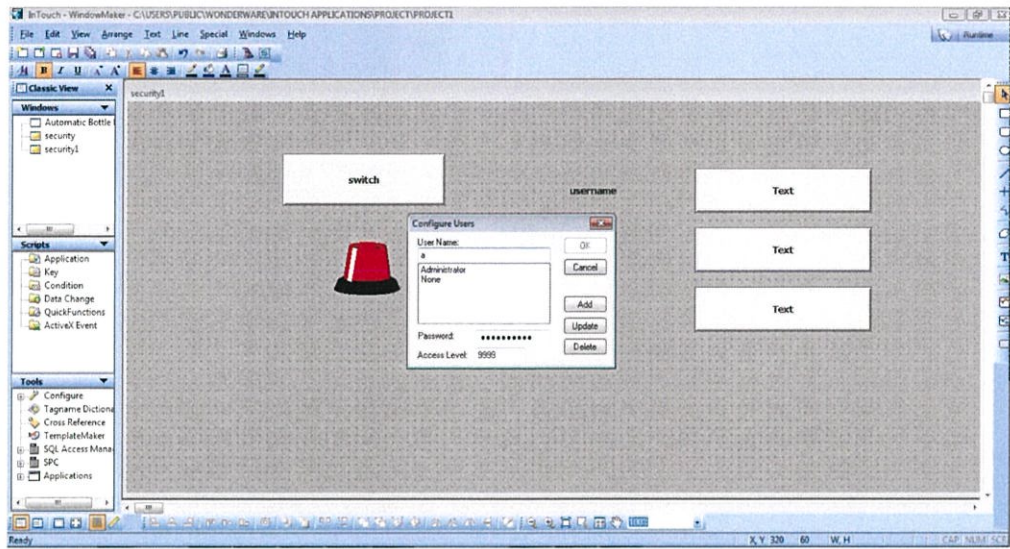 InTouch - WindowMaker - C:\USERS\PUBLIC\WONDERWARE\INTOUCH APPLICATIONS\PROJECT\PROJECT1
File Edit View Arrange Text Line Special Windows Help
Runtime
Classic View
Windows
Automatic Bottle
security
security1
Scripts
Application
Key
Condition
Data Change
QuickFunctions
ActiveX Event
Tools
Configure
Tagname Dictiona
Cross Reference
TemplateMaker
SQL Access Mana
SPC
Applications
security1
switch
username
Text
Text
Text
Configure Users
User Name:
a
Administrator
None
Password:
Access Level: 9999
OK
Cancel
Add
Update
Delete
Ready
X, Y 320 60 W, H
CAP NUM SCR